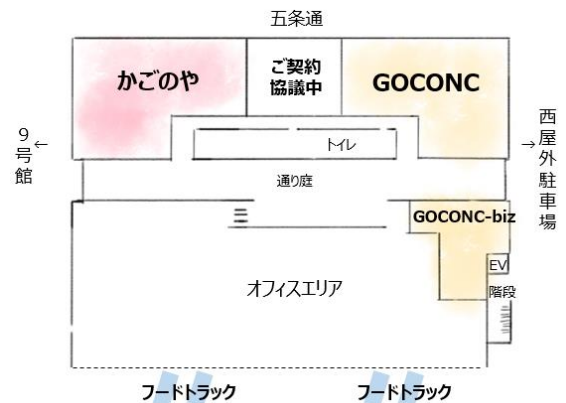 五条通
かごのや
ご契約
協議中
GOCONC
9号館
←
→
西屋外駐車場
トイレ
通り庭
GOCONC-biz
EV
階段
オフィスエリア
フードトラック
フードトラック